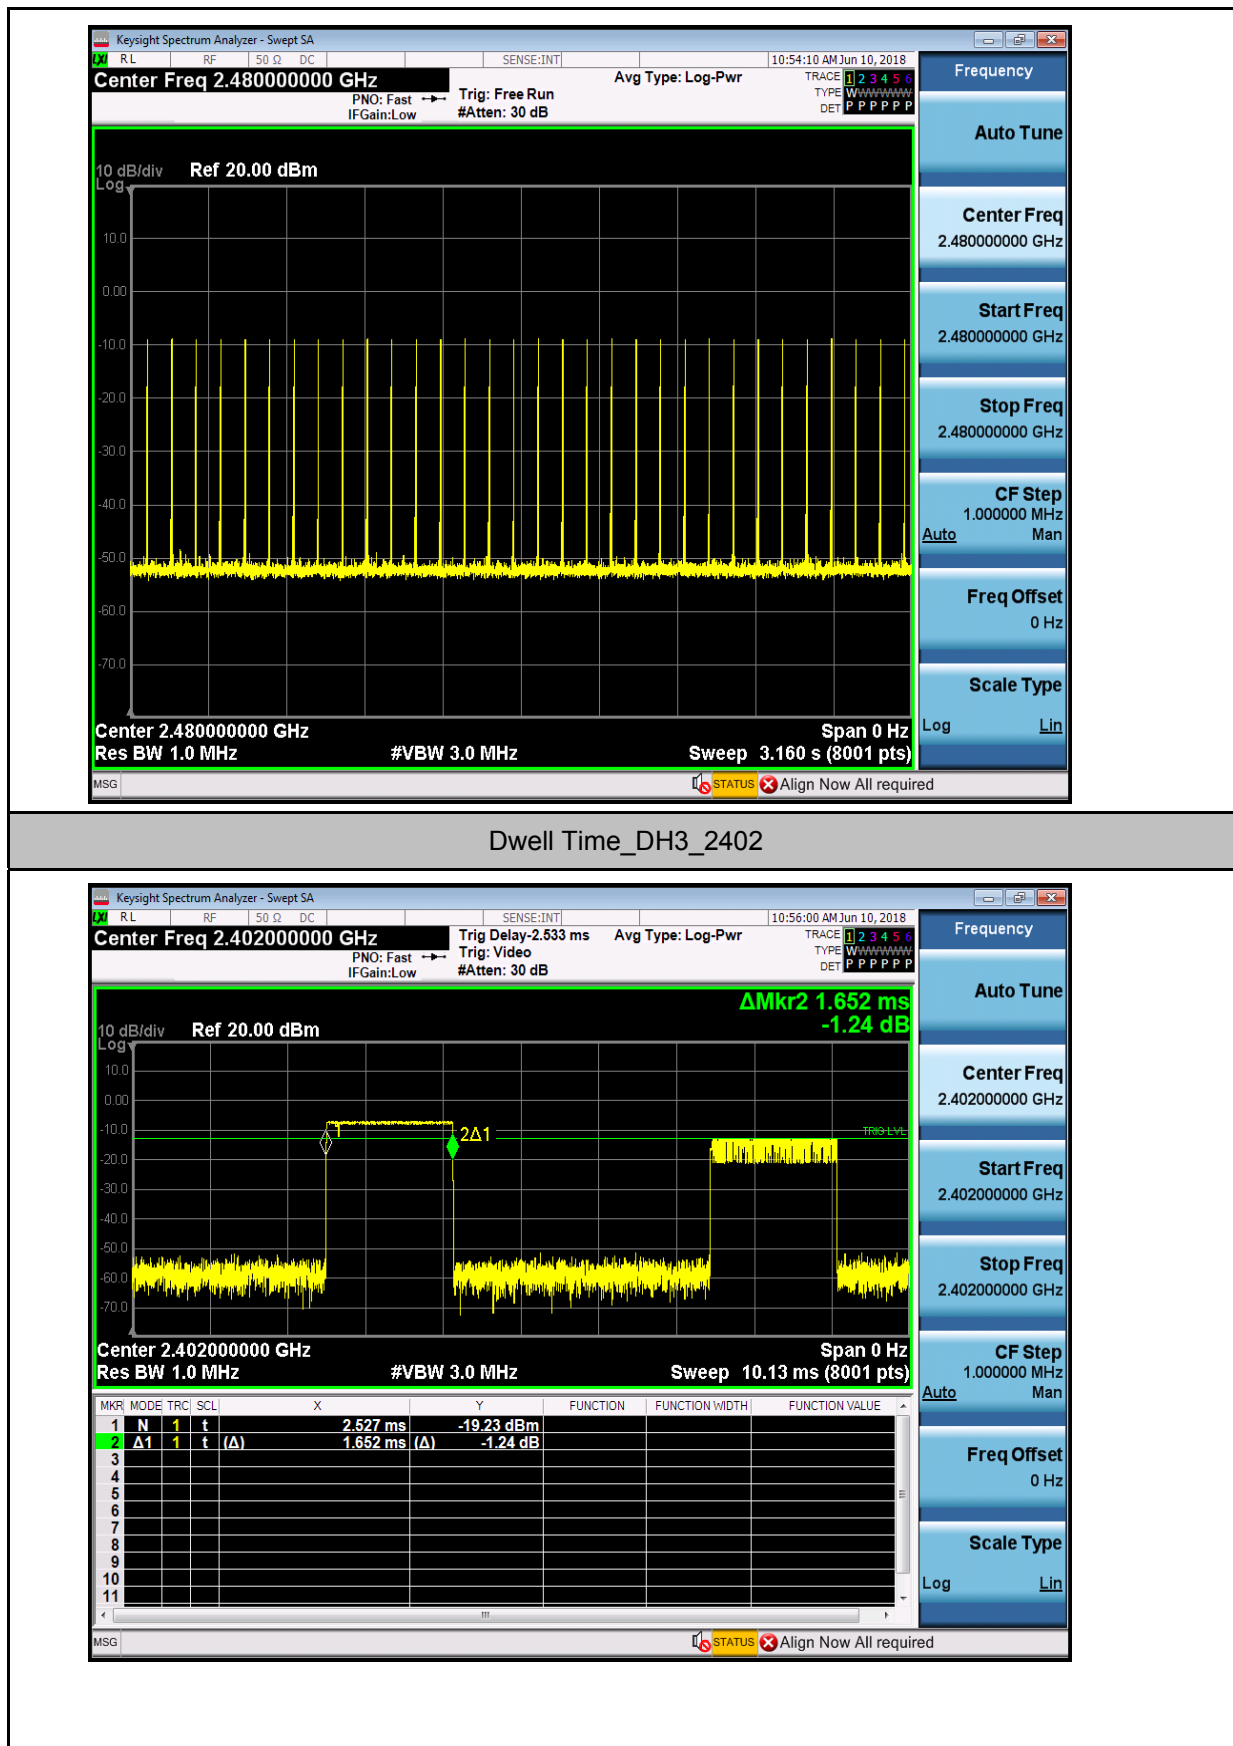 Keysight Spectrum Analyzer - Swept SA
LXI RL RF 50 Ω DC SENSE:INT 10:54:10 AM Jun 10, 2018
Center Freq 2.480000000 GHz Avg Type: Log-Pwr TRACE 1 2 3 4 5 6
PNO: Fast Trig: Free Run TYPE WWWWWW
IFGain:Low #Atten: 30 dB DET P P P P P P
10 dB/div Ref 20.00 dBm
Log
10.0
0.00
-10.0
-20.0
-30.0
-40.0
-50.0
-60.0
-70.0
Center 2.480000000 GHz Span 0 Hz
Res BW 1.0 MHz #VBW 3.0 MHz Sweep 3.160 s (8001 pts)
MSG STATUS Align Now All required
Frequency
Auto Tune
Center Freq
2.480000000 GHz
Start Freq
2.480000000 GHz
Stop Freq
2.480000000 GHz
CF Step
1.000000 MHz
Auto Man
Freq Offset
0 Hz
Scale Type
Log Lin
Dwell Time_DH3_2402
Keysight Spectrum Analyzer - Swept SA
LXI RL RF 50 Ω DC SENSE:INT 10:56:00 AM Jun 10, 2018
Center Freq 2.402000000 GHz Trig Delay-2.533 ms Avg Type: Log-Pwr TRACE 1 2 3 4 5 6
PNO: Fast Trig: Video TYPE WWWWWW
IFGain:Low #Atten: 30 dB DET P P P P P P
ΔMkr2 1.652 ms
-1.24 dB
10 dB/div Ref 20.00 dBm
Log
10.0
0.00
-10.0
-20.0
-30.0
-40.0
-50.0
-60.0
-70.0
1
2Δ1
TRIG LVL
Center 2.402000000 GHz Span 0 Hz
Res BW 1.0 MHz #VBW 3.0 MHz Sweep 10.13 ms (8001 pts)
MKR MODE TRC SCL X Y FUNCTION FUNCTION WIDTH FUNCTION VALUE
1 N 1 t 2.527 ms -19.23 dBm
2 Δ1 1 t (Δ) 1.652 ms (Δ) -1.24 dB
3
4
5
6
7
8
9
10
11
MSG STATUS Align Now All required
Frequency
Auto Tune
Center Freq
2.402000000 GHz
Start Freq
2.402000000 GHz
Stop Freq
2.402000000 GHz
CF Step
1.000000 MHz
Auto Man
Freq Offset
0 Hz
Scale Type
Log Lin